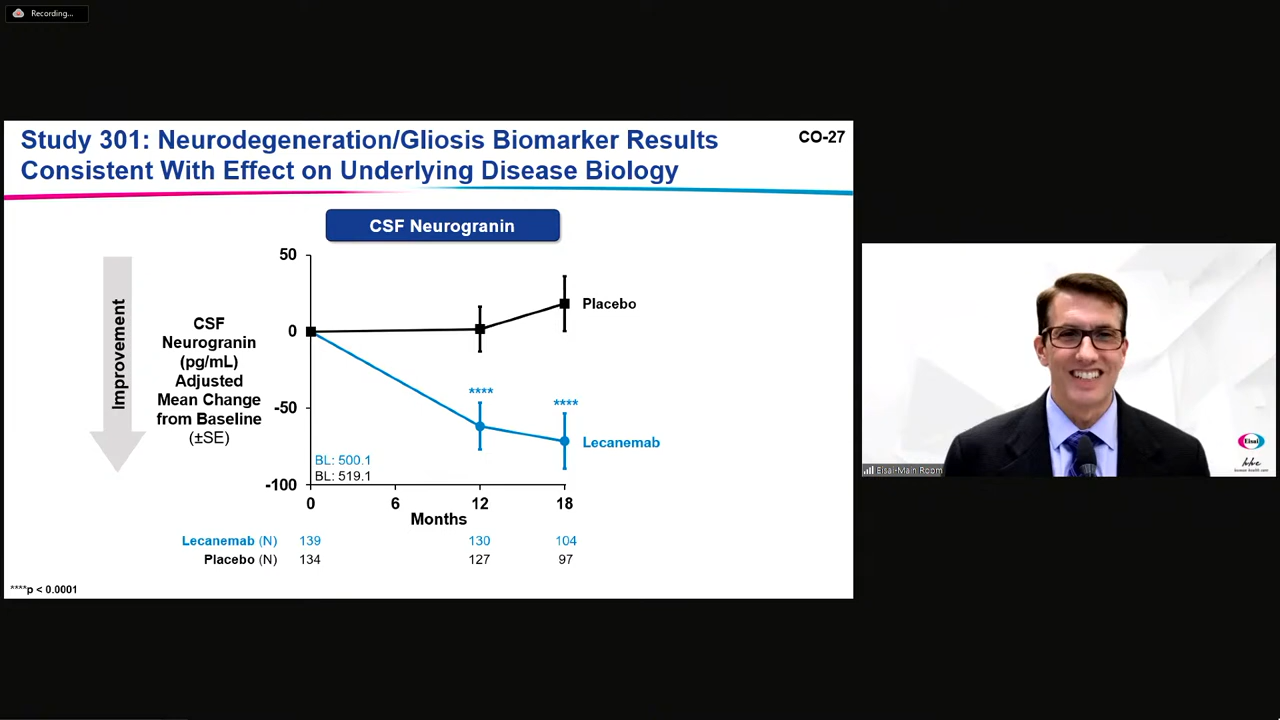 Recording...
Study 301: Neurodegeneration/Gliosis Biomarker Results
Consistent With Effect on Underlying Disease Biology
CO-27
CSF Neurogranin
Improvement
CSF
Neurogranin
(pg/mL)
Adjusted
Mean Change
from Baseline
(±SE)
50
0
-50
-100
Placebo
****
****
Lecanemab
BL: 500.1
BL: 519.1
0 6 12 18
Months
Lecanemab (N) 139 130 104
Placebo (N) 134 127 97
****p < 0.0001
Eisai
hhc
Eisai-Main Room